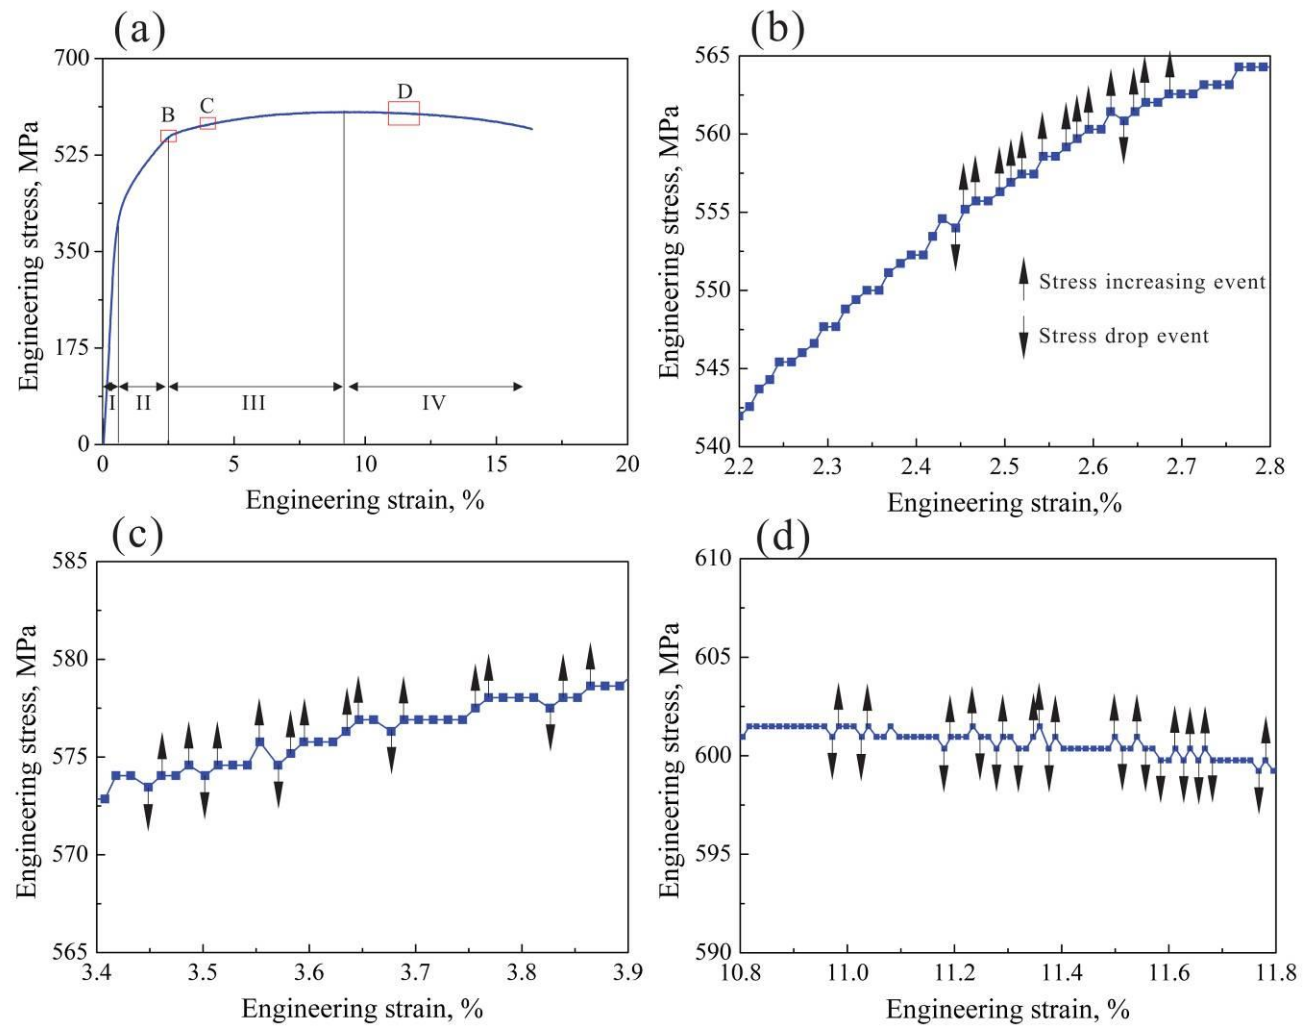 (a)
700
525
350
175
0
Engineering stress, MPa
B
C
D
I
II
III
IV
0
5
10
15
20
Engineering strain, %
(b)
565
560
555
550
545
540
Engineering stress, MPa
Stress increasing event
Stress drop event
2.2
2.3
2.4
2.5
2.6
2.7
2.8
Engineering strain,%
(c)
585
580
575
570
565
Engineering stress, MPa
3.4
3.5
3.6
3.7
3.8
3.9
Engineering strain, %
(d)
610
605
600
595
590
Engineering stress, MPa
10.8
11.0
11.2
11.4
11.6
11.8
Engineering strain, %